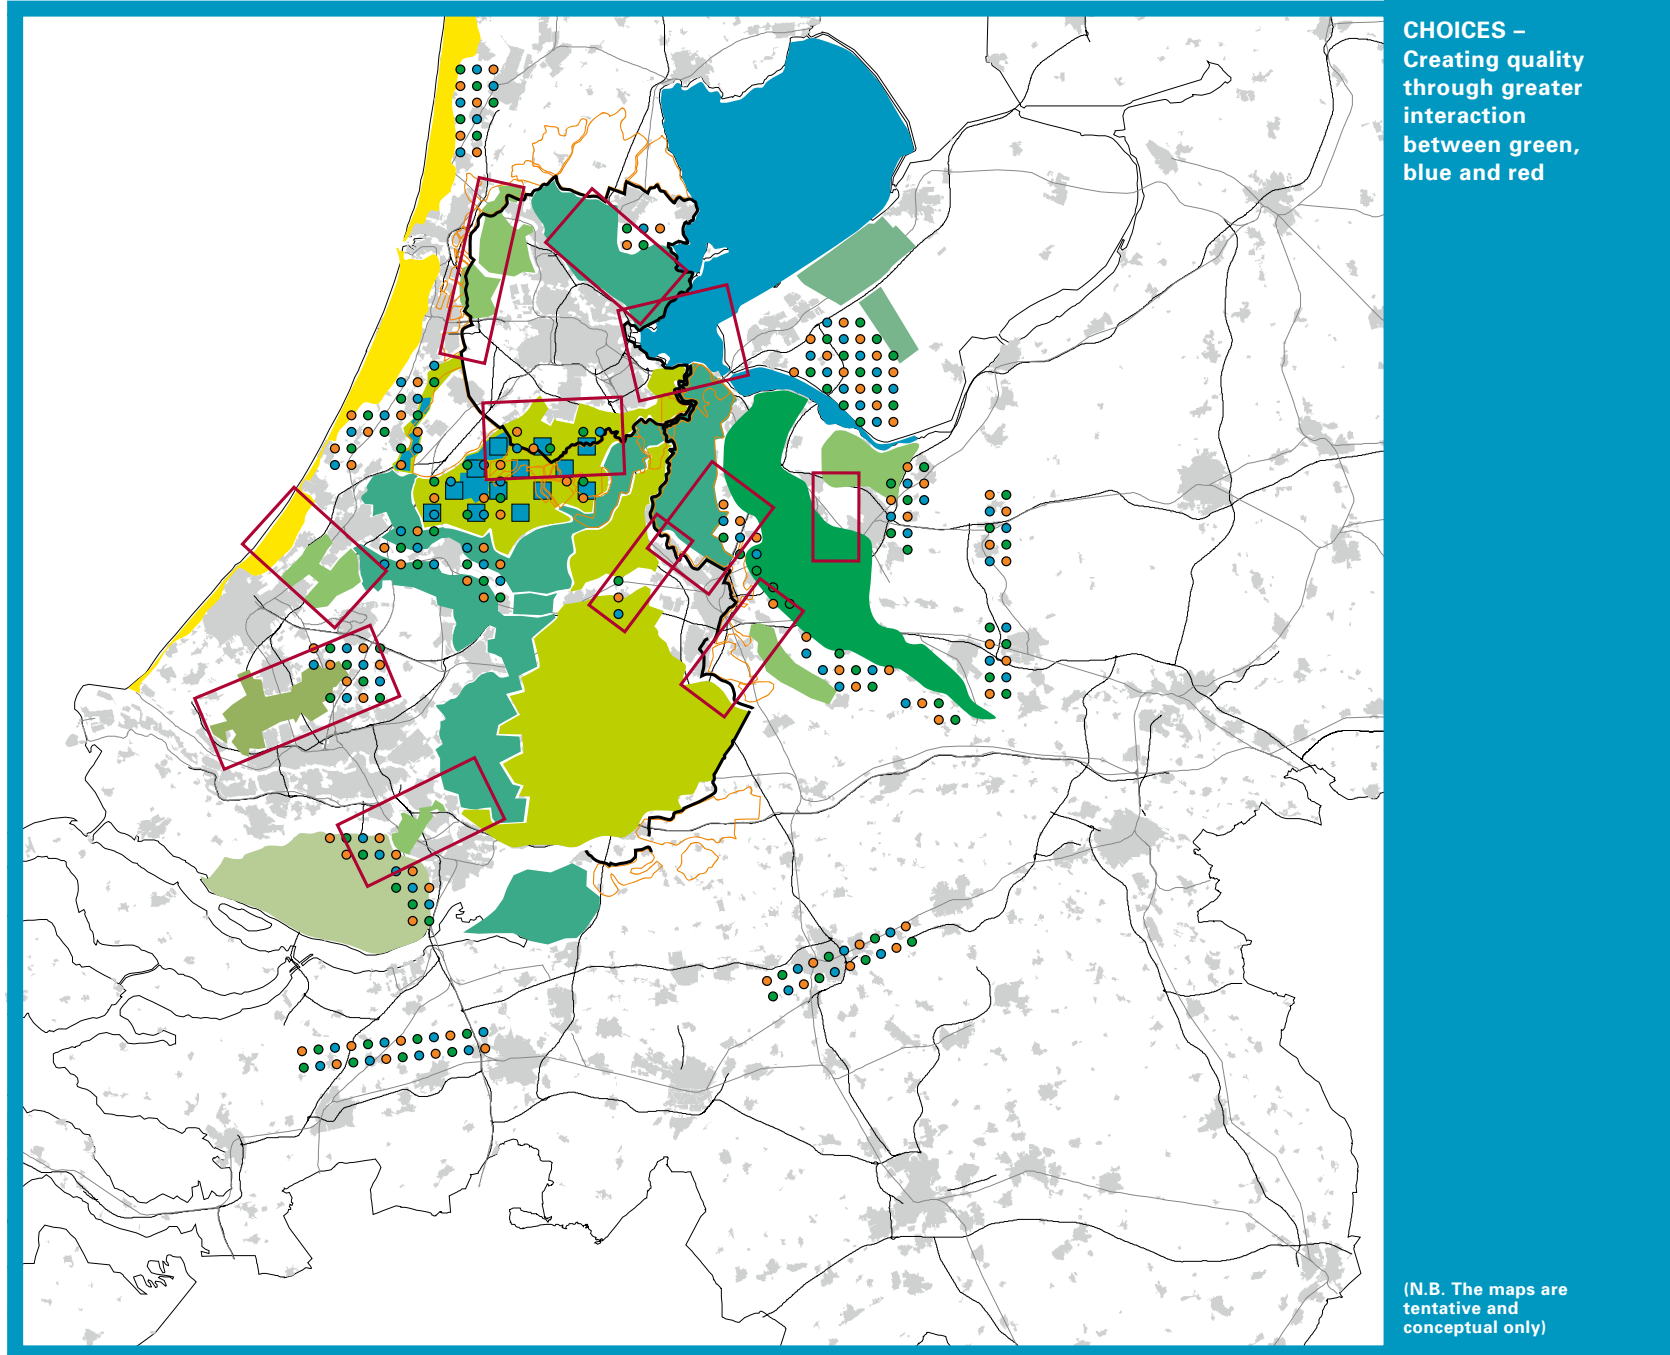 CHOICES –
Creating quality
through greater
interaction
between green,
blue and red
(N.B. The maps are
tentative and
conceptual only)